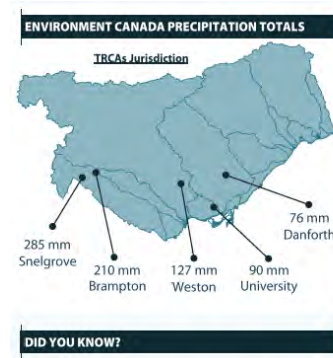 ENVIRONMENT CANADA PRECIPITATION TOTALS
TRCAs Jurisdiction
76 mm
Danforth
285 mm
Snelgrove
210 mm
Brampton
127 mm
Weston
90 mm
University
DID YOU KNOW?